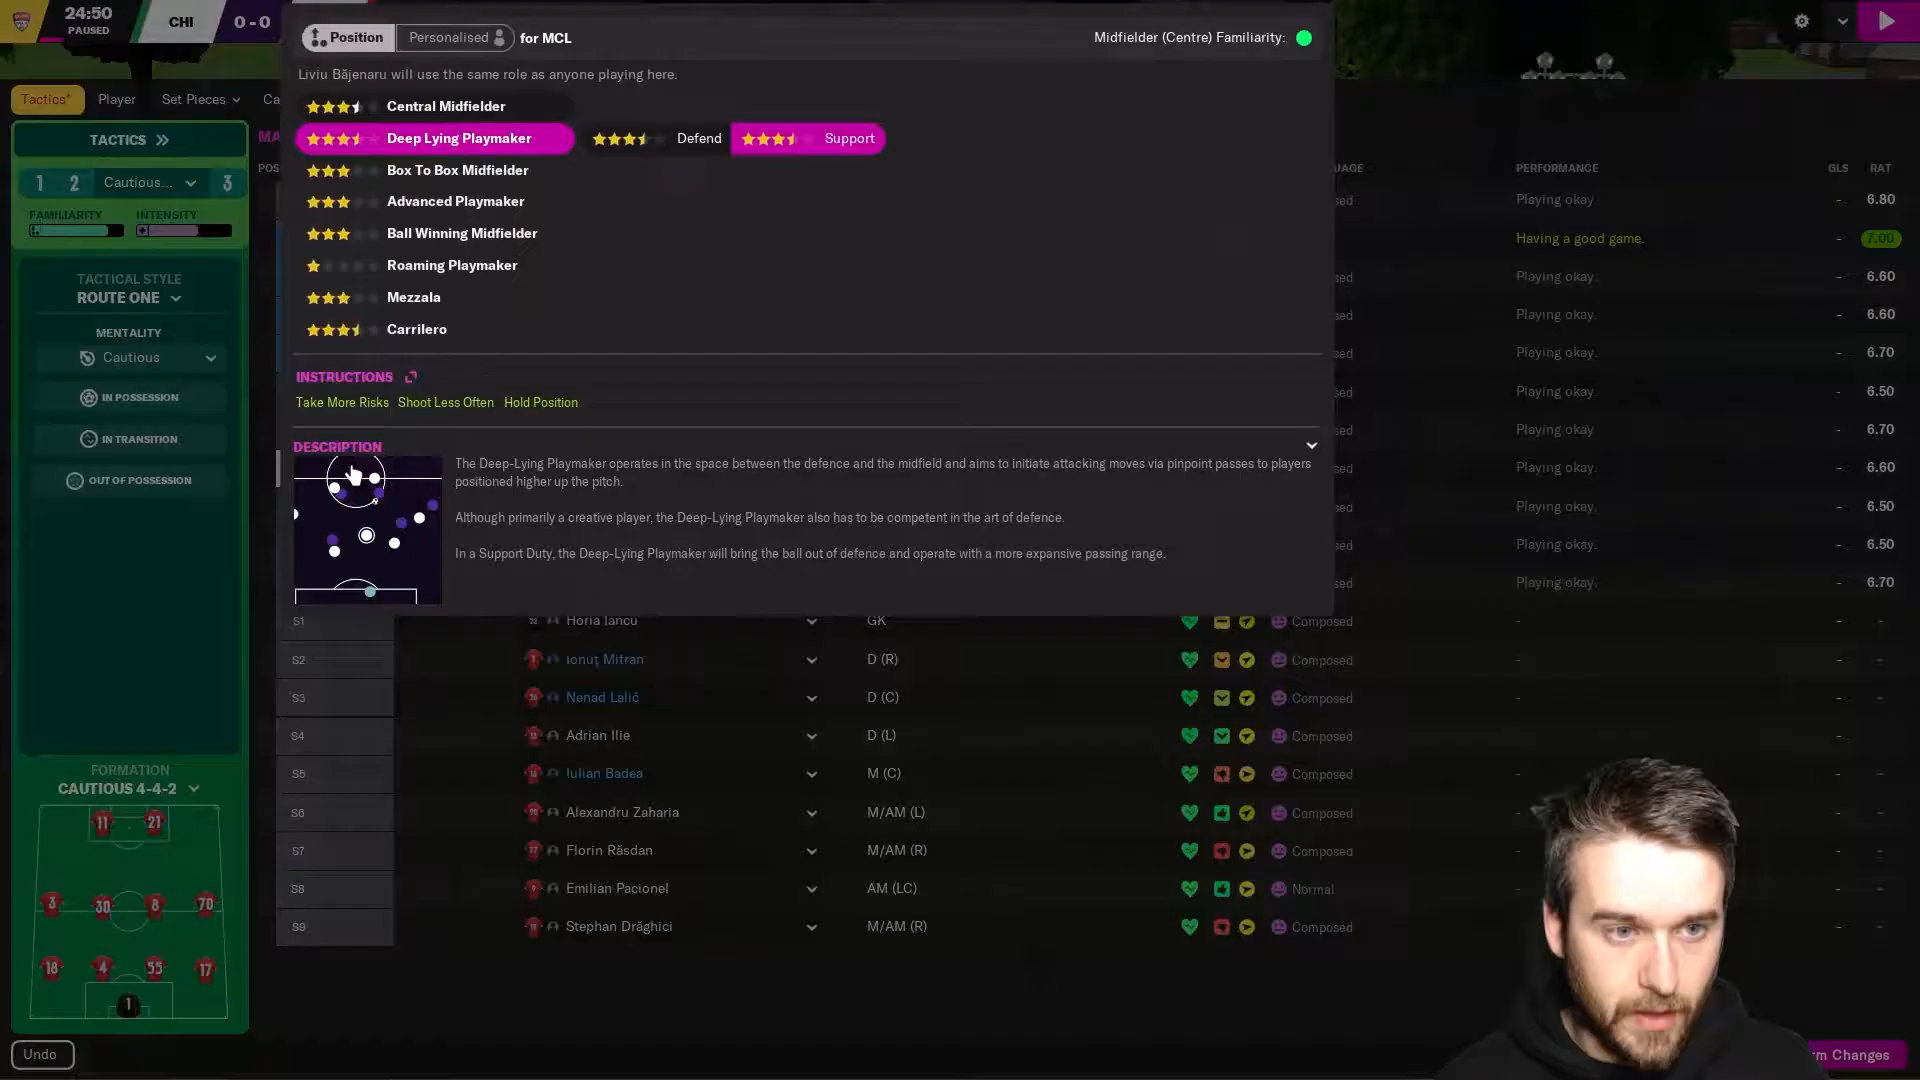 24:50
PAUSED
CHI
0 - 0
Position
Personalised
for MCL
Midfielder (Centre) Familiarity:
Liviu Băjenaru will use the same role as anyone playing here.
Central Midfielder
Deep Lying Playmaker
Defend
Support
Box To Box Midfielder
Advanced Playmaker
Ball Winning Midfielder
Roaming Playmaker
Mezzala
Carrilero
INSTRUCTIONS
Take More Risks Shoot Less Often Hold Position
DESCRIPTION
The Deep-Lying Playmaker operates in the space between the defence and the midfield and aims to initiate attacking moves via pinpoint passes to players
positioned higher up the pitch.
Although primarily a creative player, the Deep-Lying Playmaker also has to be competent in the art of defence.
In a Support Duty, the Deep-Lying Playmaker will bring the ball out of defence and operate with a more expansive passing range.
Tactics*
Player
Set Pieces
TACTICS
1 2 Cautious... 3
FAMILIARITY
INTENSITY
TACTICAL STYLE
ROUTE ONE
MENTALITY
Cautious
IN POSSESSION
IN TRANSITION
OUT OF POSSESSION
FORMATION
CAUTIOUS 4-4-2
11 21
3 30 8 70
18 4 55 17
1
Undo
PERFORMANCE GLS RAT
Playing okay - 6.80
Having a good game. - 7.00
Playing okay. - 6.60
Playing okay. - 6.60
Playing okay. - 6.70
Playing okay. - 6.50
Playing okay - 6.70
Playing okay. - 6.60
Playing okay. - 6.50
Playing okay. - 6.50
Playing okay. - 6.70
S1 Horia Iancu GK Composed - - -
S2 Ionuț Mitran D (R) Composed - - -
S3 Nenad Lalić D (C) Composed - - -
S4 Adrian Ilie D (L) Composed - - -
S5 Iulian Badea M (C) Composed - - -
S6 Alexandru Zaharia M/AM (L) Composed - - -
S7 Florin Răsdan M/AM (R) Composed - - -
S8 Emilian Pacionel AM (LC) Normal - - -
S9 Stephan Drăghici M/AM (R) Composed - - -
Changes